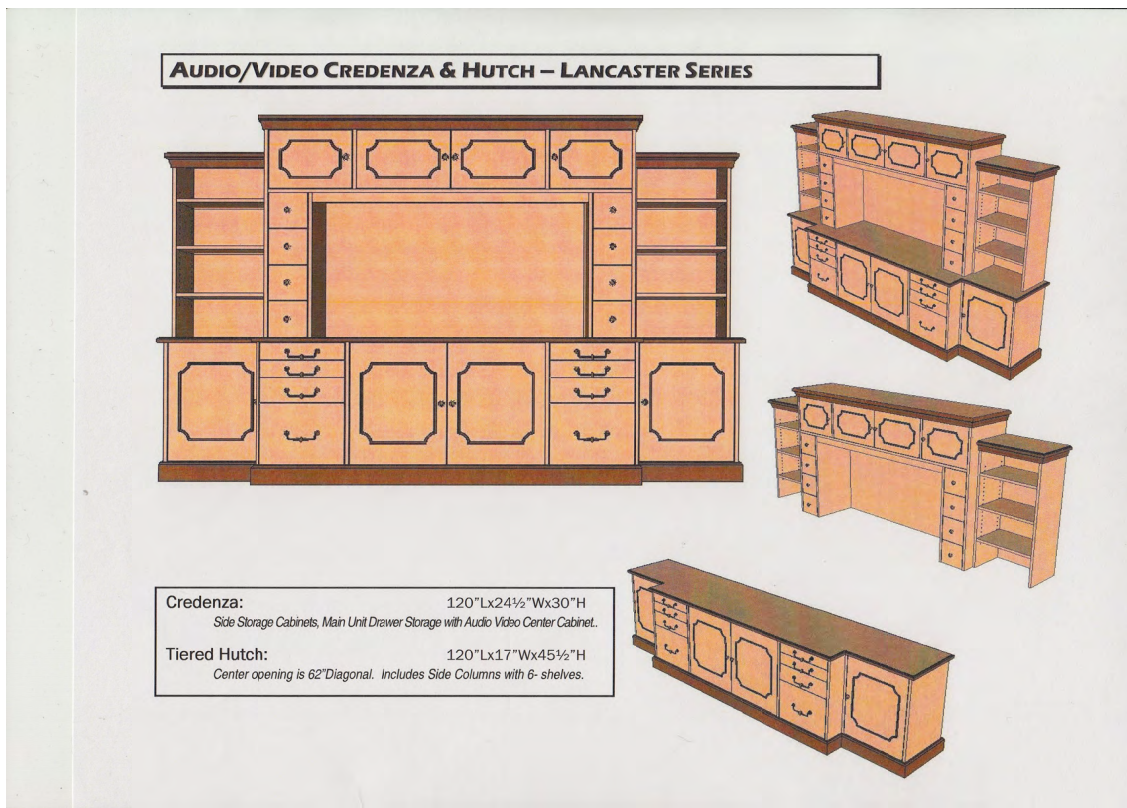 AUDIO/VIDEO CREDENZA & HUTCH – LANCASTER SERIES
Credenza: 120"Lx24½"Wx30"H
Side Storage Cabinets, Main Unit Drawer Storage with Audio Video Center Cabinet..
Tiered Hutch: 120"Lx17"Wx45½"H
Center opening is 62"Diagonal. Includes Side Columns with 6- shelves.